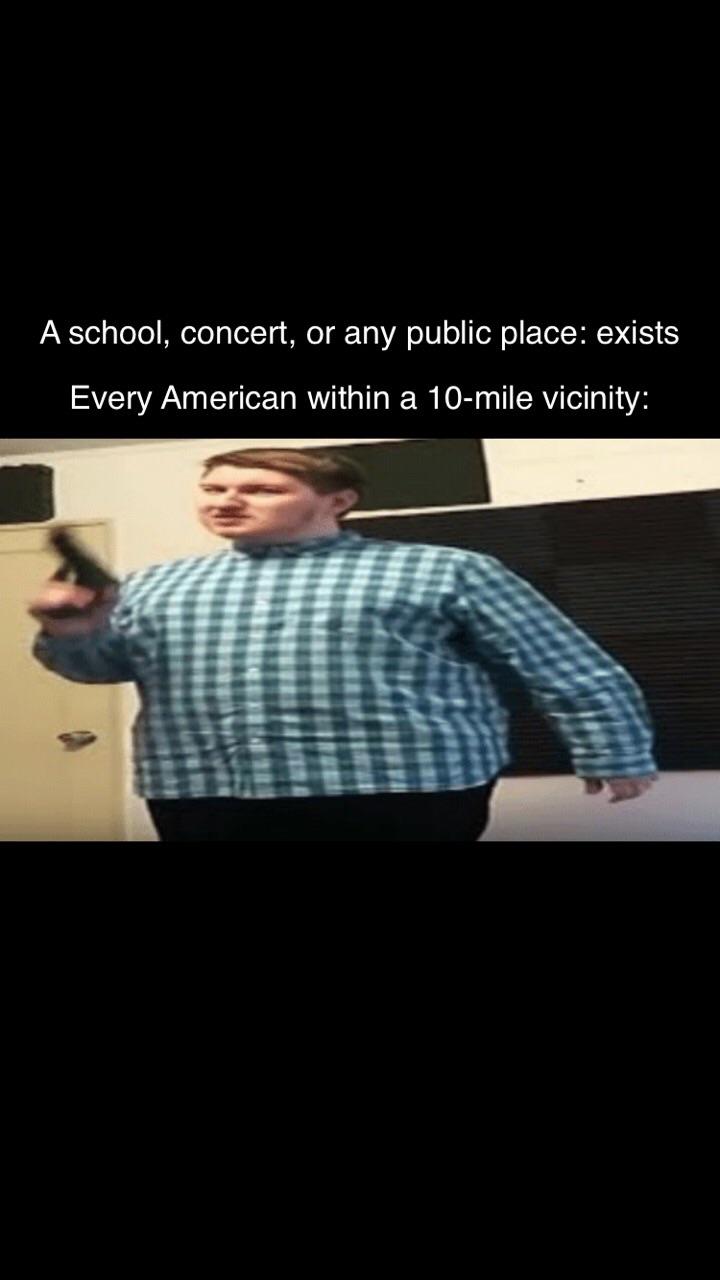 A school, concert, or any public place: exists
Every American within a 10-mile vicinity: